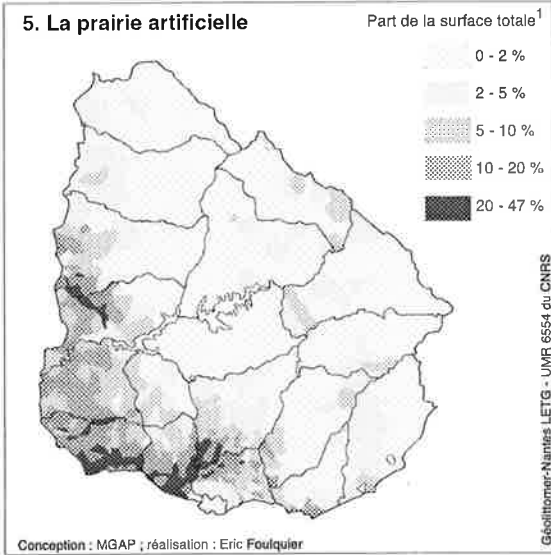 5. La prairie artificielle
Part de la surface totale1
0 - 2 %
2 - 5 %
5 - 10 %
10 - 20 %
20 - 47 %
Géolittomer-Nantes LETG - UMR 6554 du CNRS
Conception : MGAP ; réalisation : Eric Foulquier